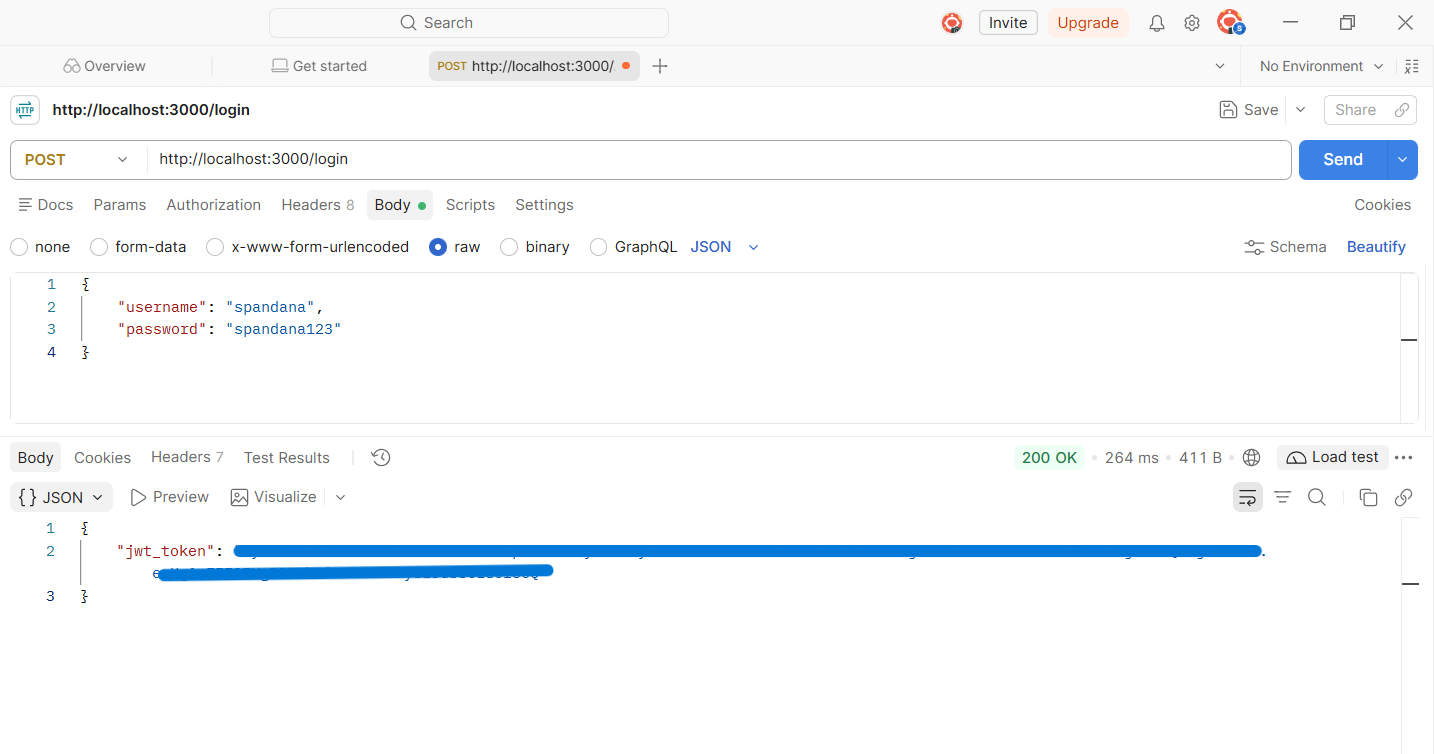 Search Invite Upgrade
Overview Get started POST http://localhost:3000/ No Environment
HTTP http://localhost:3000/login Save Share
POST http://localhost:3000/login Send
Docs Params Authorization Headers 8 Body Scripts Settings Cookies
none form-data x-www-form-urlencoded raw binary GraphQL JSON Schema Beautify
1 {
2 "username": "spandana",
3 "password": "spandana123"
4 }
Body Cookies Headers 7 Test Results 200 OK • 264 ms • 411 B • Load test
{} JSON Preview Visualize
1 {
2 "jwt_token":
3 }